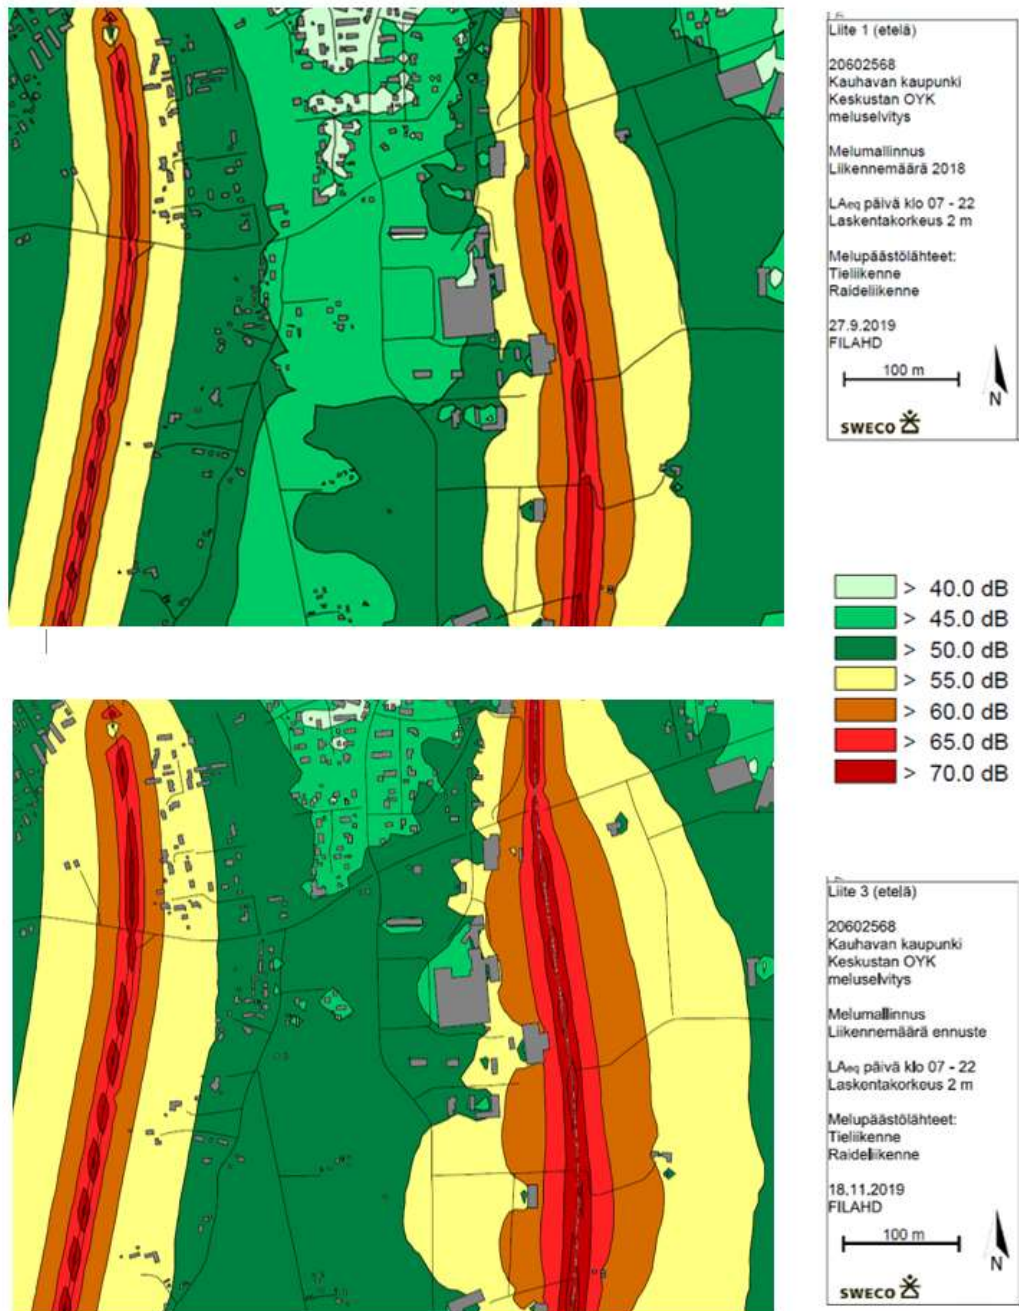 Liite 1 (etelä)
20602568
Kauhavan kaupunki
Keskustan OYK
meluselvitys
Melumallinnus
Liikennemäärä 2018
LAeq päivä klo 07 - 22
Laskentakorkeus 2 m
Melupäästölähteet:
Tieliikenne
Raideliikenne
27.9.2019
FILAHD
100 m
N
SWECO
> 40.0 dB
> 45.0 dB
> 50.0 dB
> 55.0 dB
> 60.0 dB
> 65.0 dB
> 70.0 dB
Liite 3 (etelä)
20602568
Kauhavan kaupunki
Keskustan OYK
meluselvitys
Melumallinnus
Liikennemäärä ennuste
LAeq päivä klo 07 - 22
Laskentakorkeus 2 m
Melupäästölähteet:
Tieliikenne
Raideliikenne
18.11.2019
FILAHD
100 m
N
SWECO